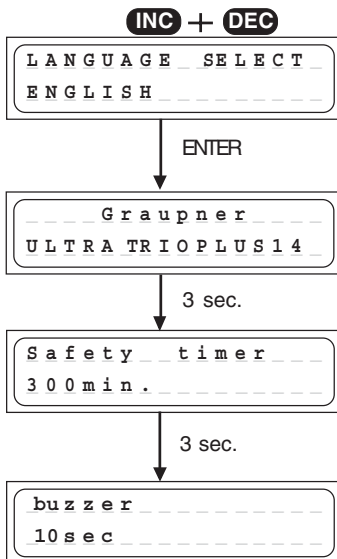 INC + DEC
LANGUAGE SELECT
ENGLISH
ENTER
Graupner
ULTRA TRIOPLUS14
3 sec.
Safety timer
300min.
3 sec.
buzzer
10sec